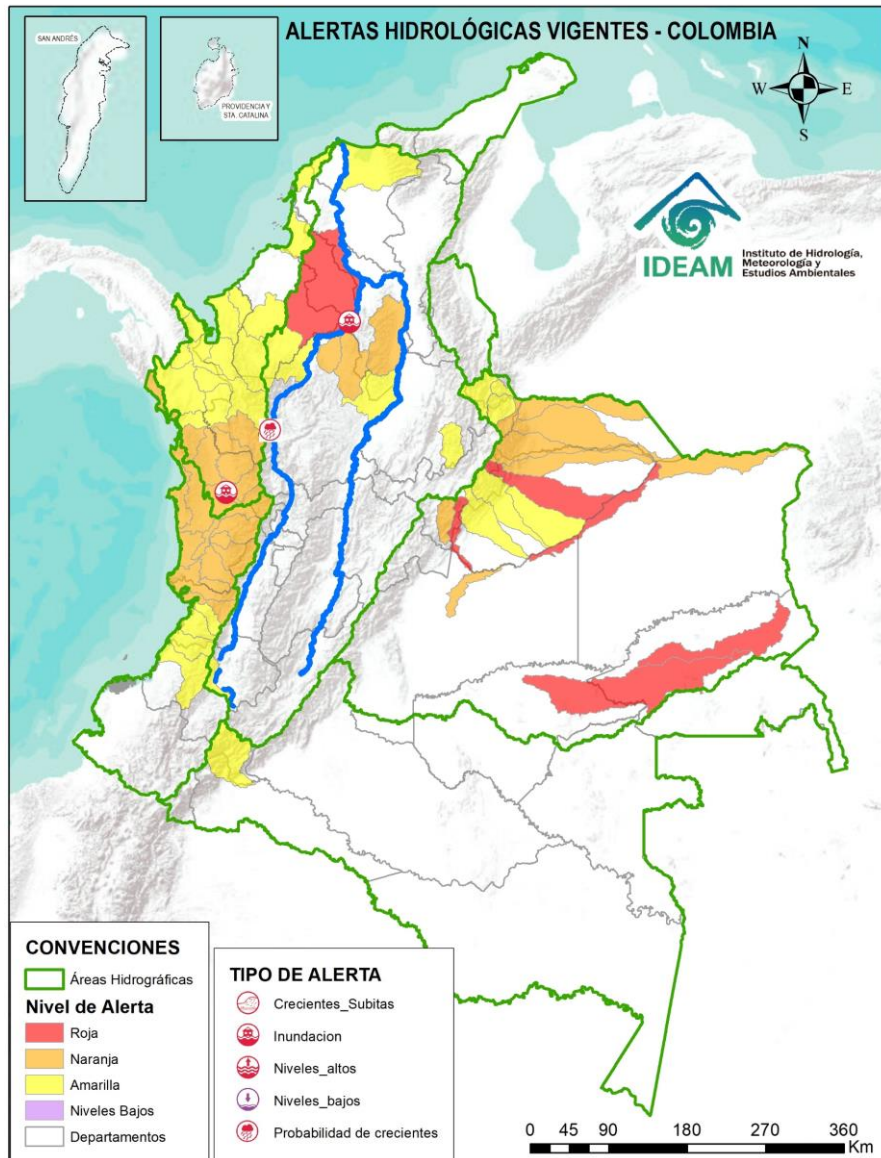 ALERTAS HIDROLÓGICAS VIGENTES - COLOMBIA
SAN ANDRÉS
PROVIDENCIA Y
STA. CATALINA
N
W
E
S
IDEAM
Instituto de Hidrología,
Meteorología y
Estudios Ambientales
CONVENCIONES
Áreas Hidrográficas
Nivel de Alerta
Roja
Naranja
Amarilla
Niveles Bajos
Departamentos
TIPO DE ALERTA
Crecientes_Subitas
Inundacion
Niveles_altos
Niveles_bajos
Probabilidad de crecientes
0 45 90 180 270 360
Km